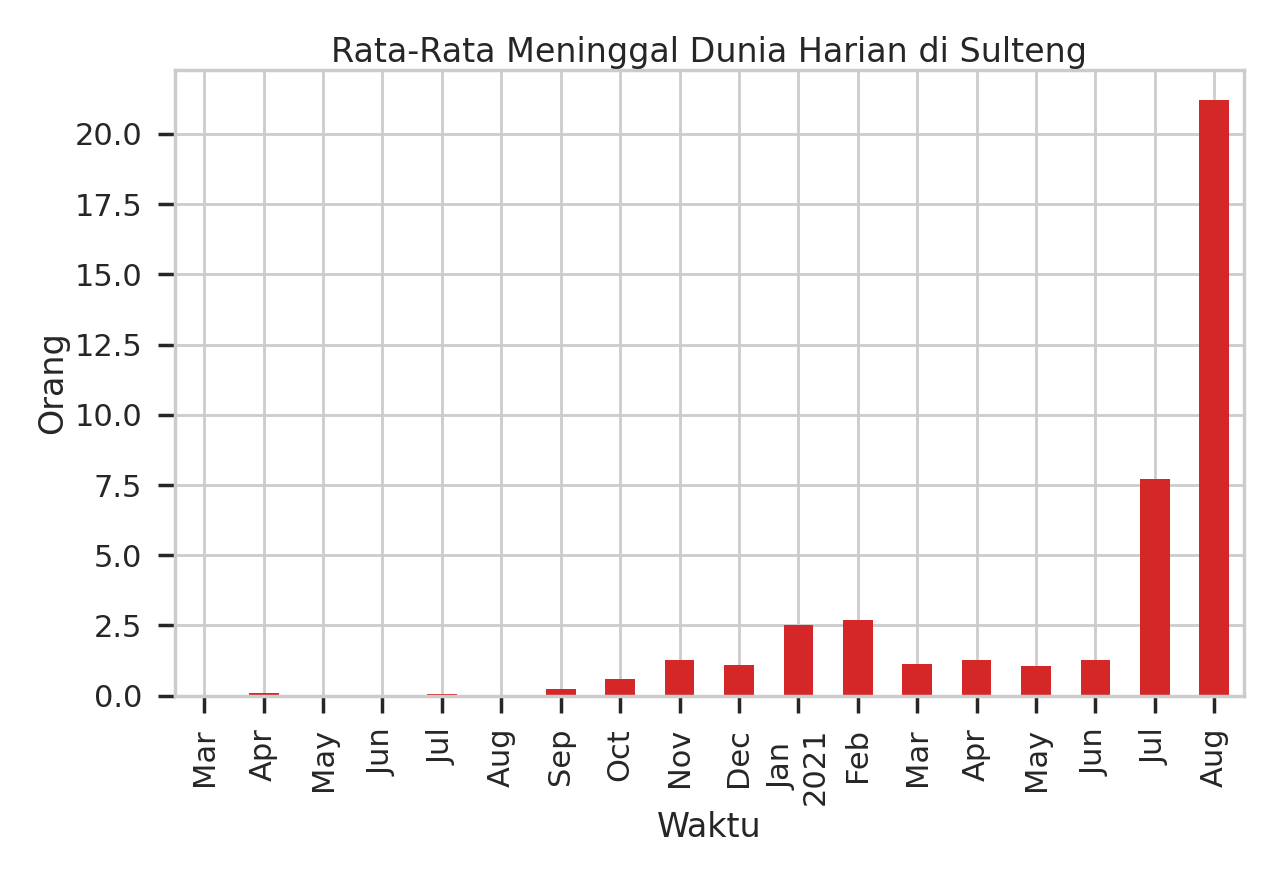 Rata-Rata Meninggal Dunia Harian di Sulteng
Orang
20.0
17.5
15.0
12.5
10.0
7.5
5.0
2.5
0.0
Mar
Apr
May
Jun
Jul
Aug
Sep
Oct
Nov
Dec
Jan
2021
Feb
Mar
Apr
May
Jun
Jul
Aug
Waktu